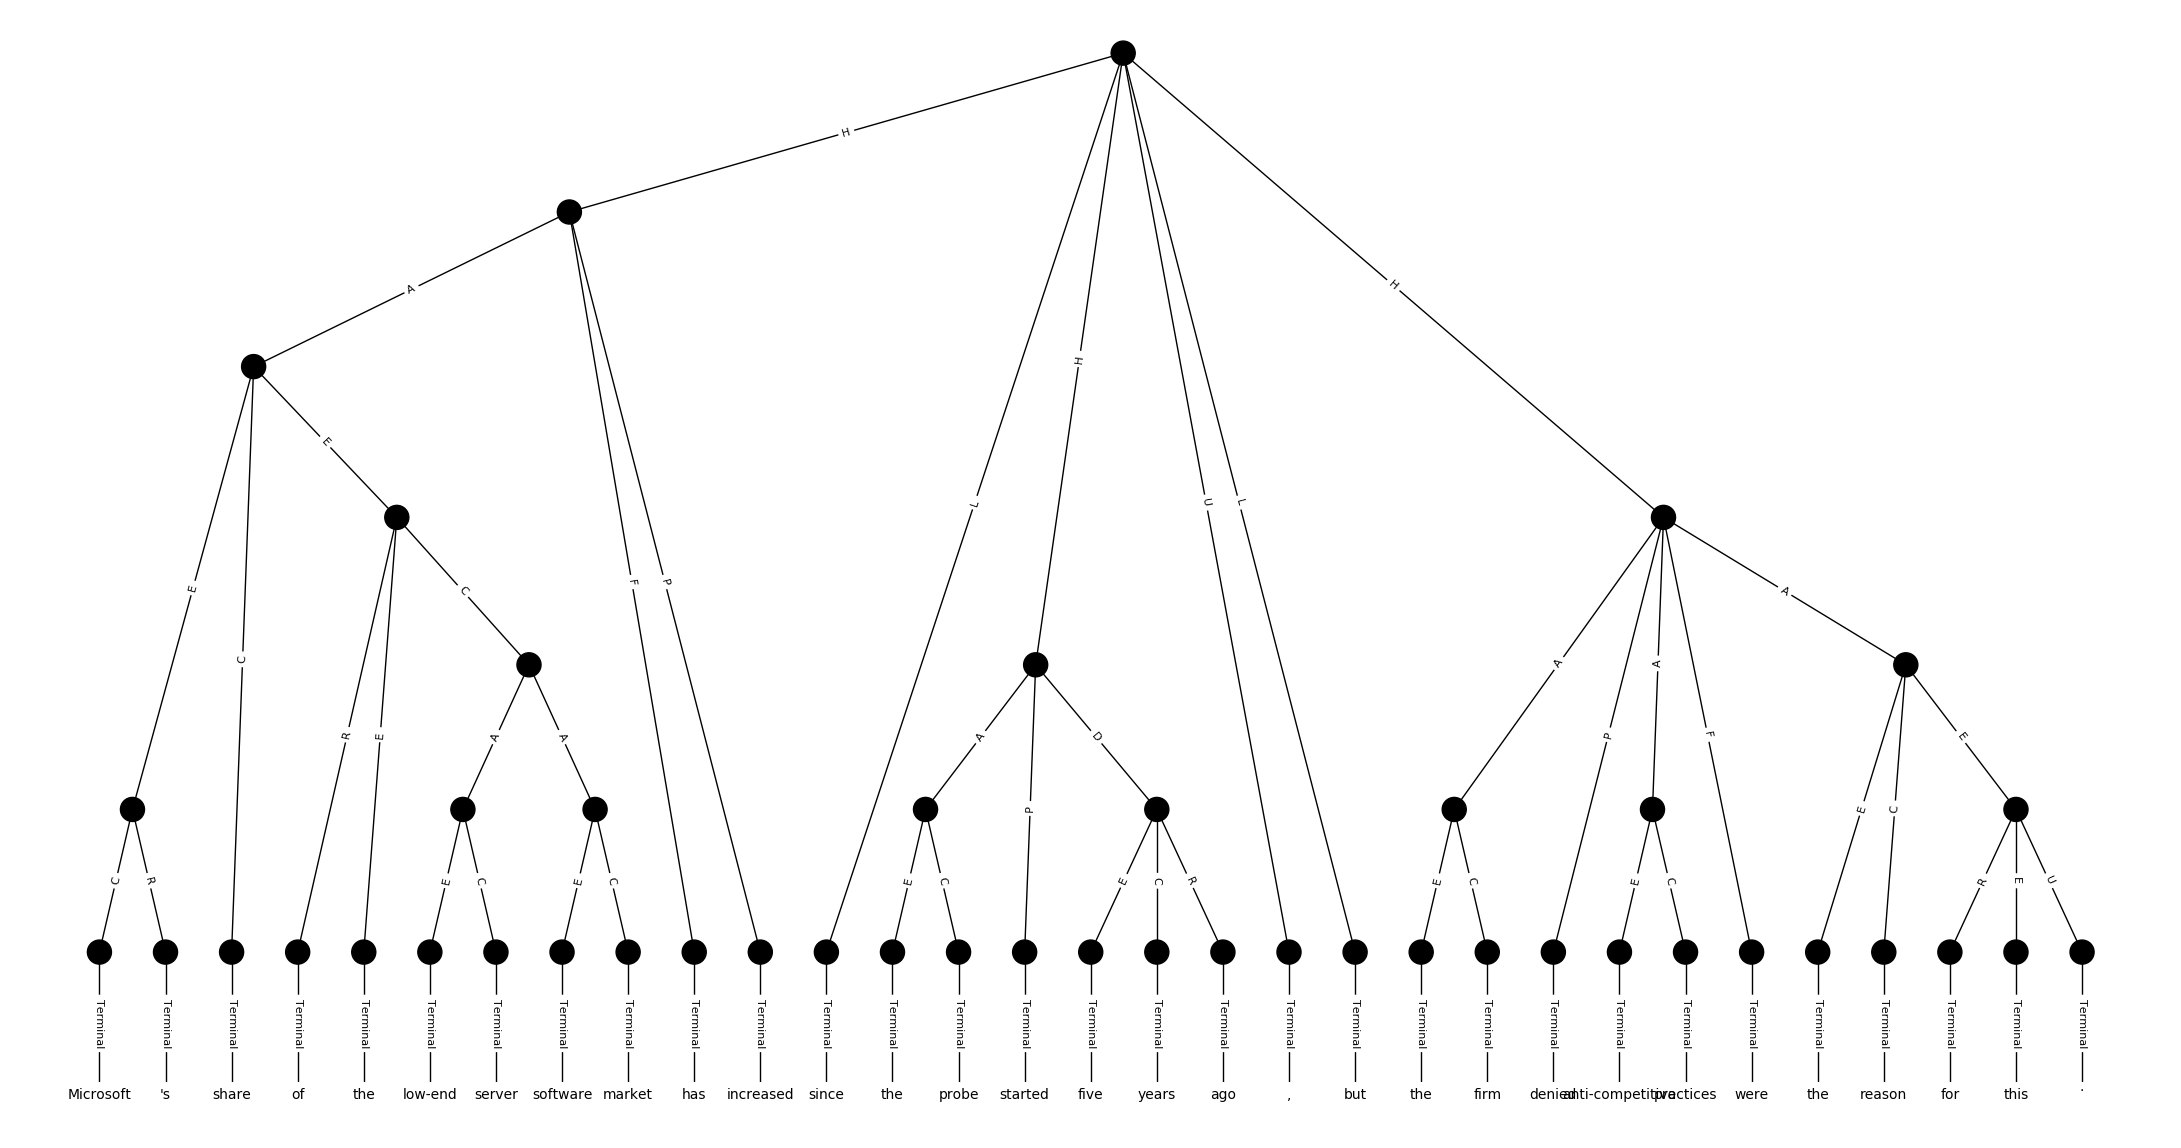 H
A
E
H
C
E
L
U
L
H
A
C
F
P
A
A
P
A
F
R
E
A
A
A
D
E
C
P
E
C
E
C
R
E
C
E
C
E
C
E
C
R
E
C
E
C
R
E
U
Terminal Terminal Terminal Terminal Terminal Terminal Terminal Terminal Terminal Terminal Terminal Terminal Terminal Terminal Terminal Terminal Terminal Terminal Terminal Terminal Terminal Terminal Terminal Terminal Terminal Terminal Terminal Terminal Terminal Terminal Terminal
Microsoft 's share of the low-end server software market has increased since the probe started five years ago , but the firm denied anti-competitive practices were the reason for this .